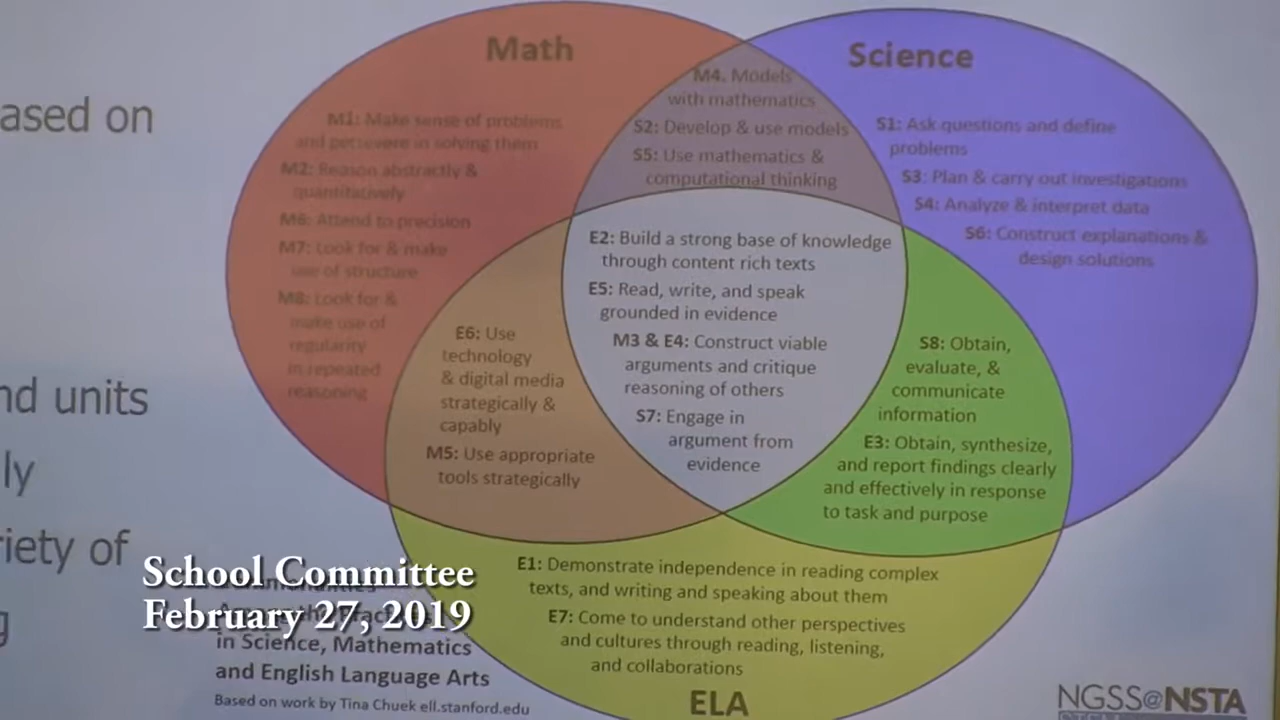 ased on
nd units
ly
riety of
g
Math
M1: Make sense of problems
and persevere in solving them
M2: Reason abstractly &
quantitatively
M6: Attend to precision
M7: Look for & make
use of structure
M8: Look for &
make use of
regularity
in repeated
reasoning
M4. Models
with mathematics
S2: Develop & use models
S5: Use mathematics &
computational thinking
Science
S1: Ask questions and define
problems
S3: Plan & carry out investigations
S4: Analyze & interpret data
S6: Construct explanations &
design solutions
E2: Build a strong base of knowledge
through content rich texts
E5: Read, write, and speak
grounded in evidence
M3 & E4: Construct viable
arguments and critique
reasoning of others
S7: Engage in
argument from
evidence
E6: Use
technology
& digital media
strategically &
capably
M5: Use appropriate
tools strategically
S8: Obtain,
evaluate, &
communicate
information
E3: Obtain, synthesize,
and report findings clearly
and effectively in response
to task and purpose
E1: Demonstrate independence in reading complex
texts, and writing and speaking about them
E7: Come to understand other perspectives
and cultures through reading, listening,
and collaborations
ELA
School Committee
February 27, 2019
in Science, Mathematics
and English Language Arts
Based on work by Tina Chuek ell.stanford.edu
NGSS@NSTA